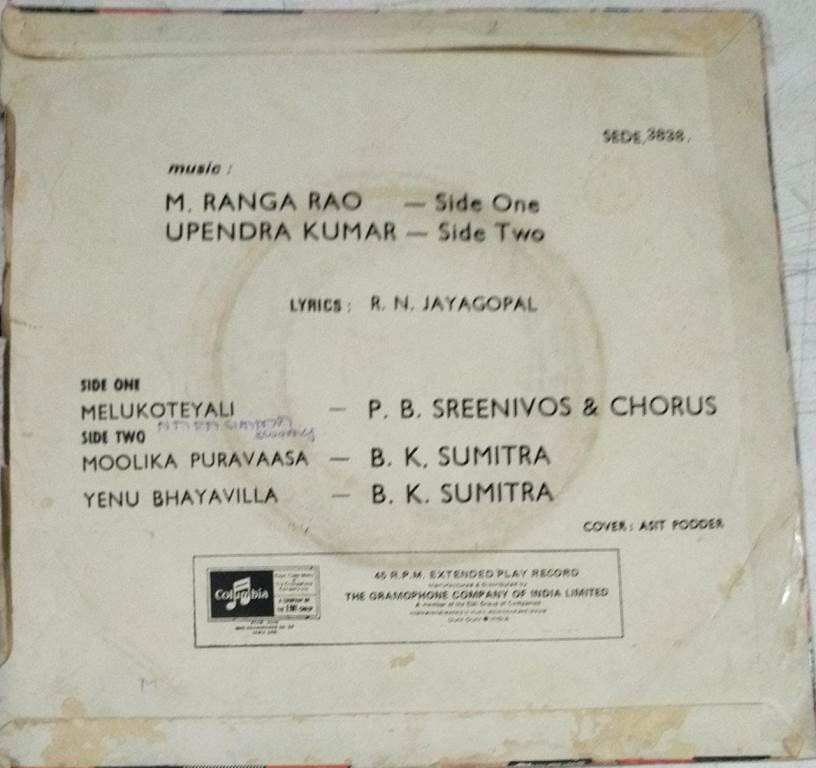 SEDE.3838.
music :
M. RANGA RAO — Side One
UPENDRA KUMAR — Side Two
LYRICS : R. N. JAYAGOPAL
SIDE ONE
MELUKOTEYALI — P. B. SREENIVOS & CHORUS
SIDE TWO
MOOLIKA PURAVAASA — B. K. SUMITRA
YENU BHAYAVILLA — B. K. SUMITRA
COVER : ASIT PODDER
Columbia
45 R.P.M. EXTENDED PLAY RECORD
THE GRAMOPHONE COMPANY OF INDIA LIMITED